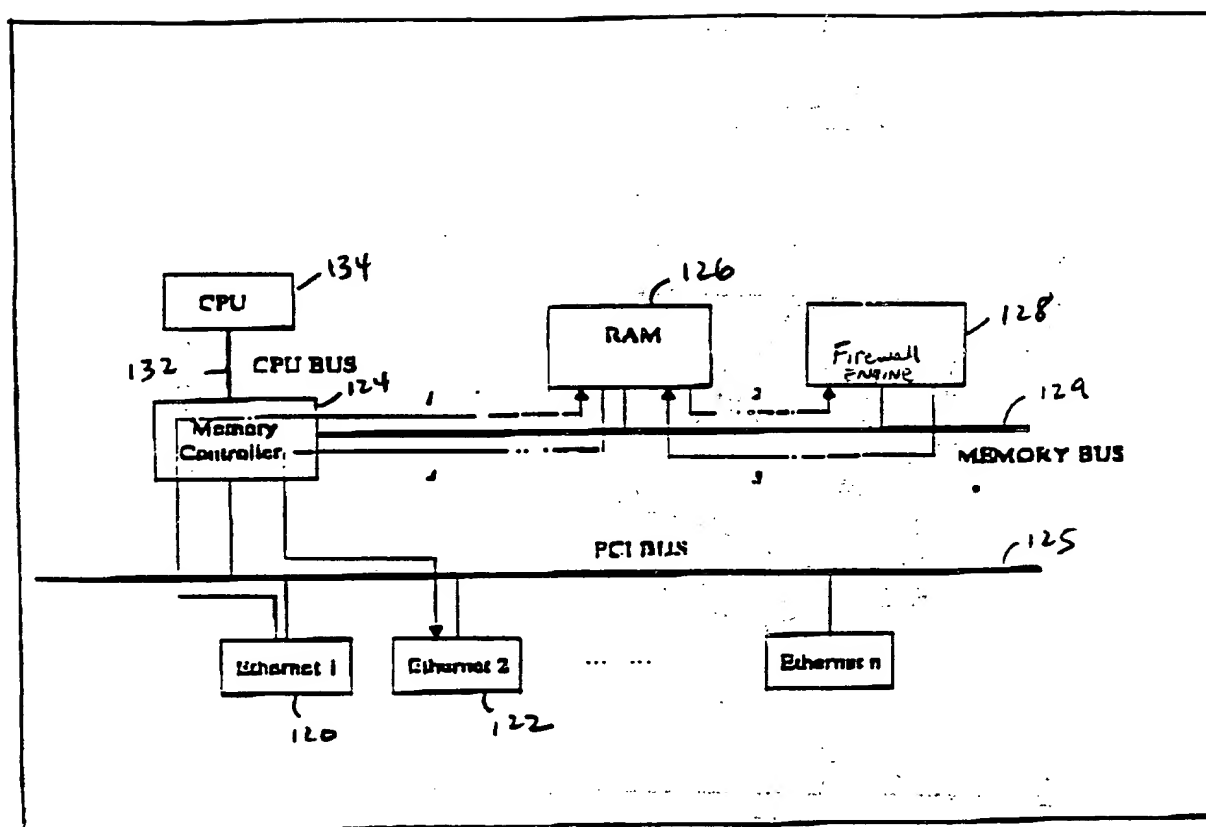 134
CPU
132
CPU BUS
124
Memory
Controller
126
RAM
128
Firewall
ENGINE
1
2
129
MEMORY BUS
3
PCI BUS
125
Ethernet 1
Ethernet 2
... ...
Ethernet n
120
122